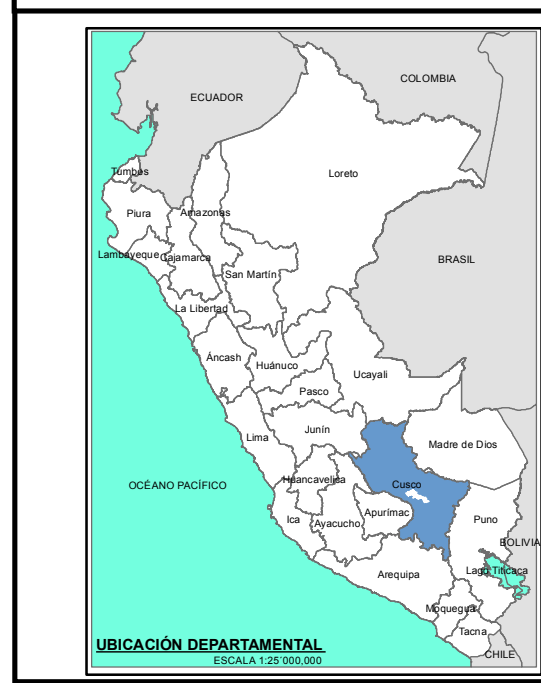 COLOMBIA
ECUADOR
Tumbes
Loreto
Piura
Amazonas
Lambayeque
Cajamarca
BRASIL
San Martín
La Libertad
Áncash
Huánuco
Ucayali
Pasco
Junín
Lima
Madre de Dios
Huancavelica
Cusco
OCÉANO PACÍFICO
Apurímac
Ica
Ayacucho
Puno
BOLIVIA
Arequipa
Lago Titicaca
Moquegua
Tacna
UBICACIÓN DEPARTAMENTAL
CHILE
ESCALA 1:25´000,000